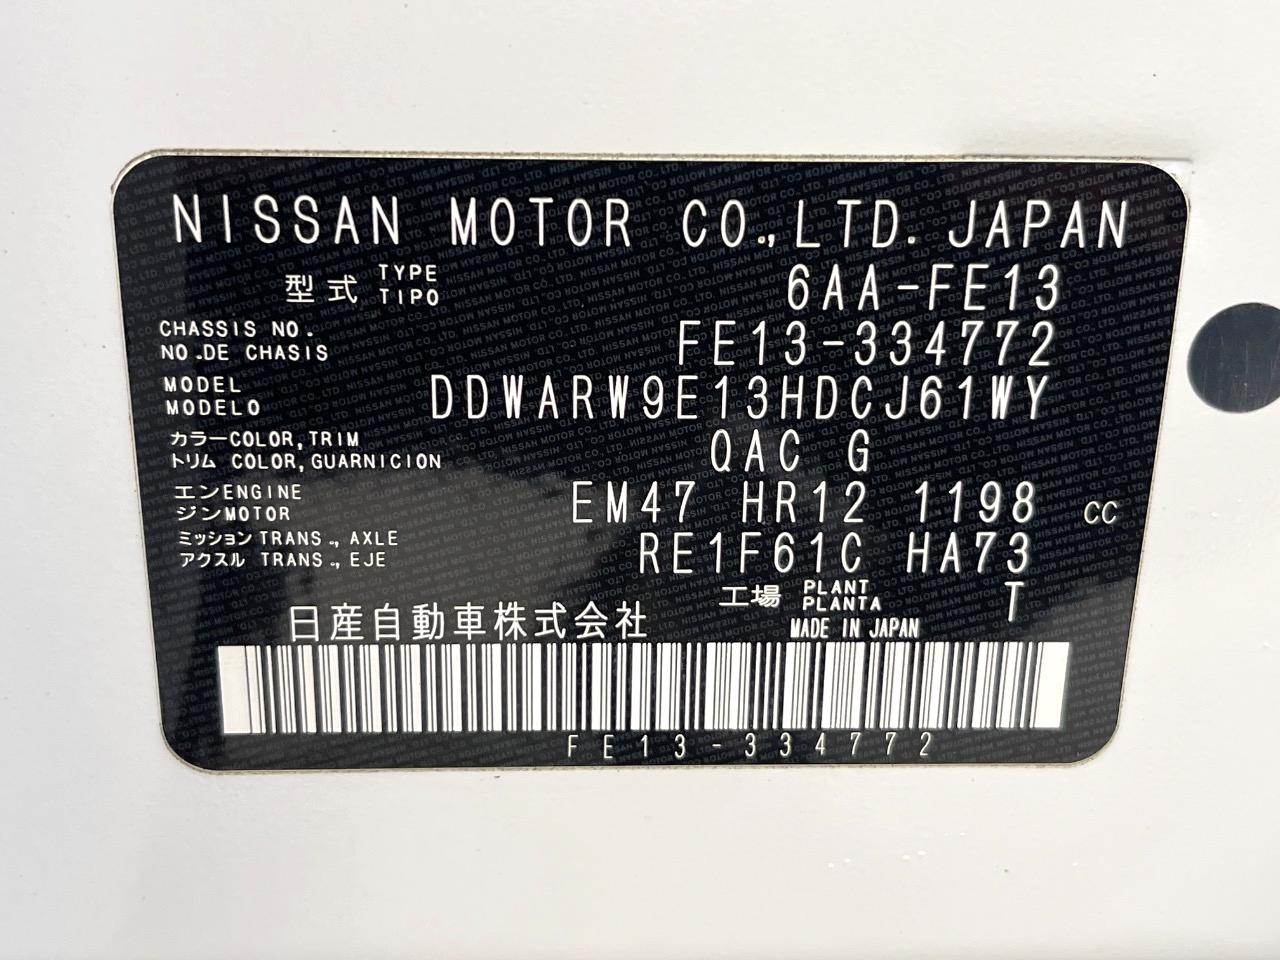 NISSAN MOTOR CO., LTD. JAPAN
型式 TYPE TIPO 6AA-FE13
CHASSIS NO.
NO.DE CHASIS FE13-334772
MODEL
MODELO DDWARW9E13HDCJ61WY
カラーCOLOR,TRIM
トリム COLOR,GUARNICION QAC G
エンENGINE
ジンMOTOR EM47 HR12 1198 CC
ミッション TRANS., AXLE
アクスル TRANS., EJE RE1F61C HA73
工場 PLANT PLANTA T
日産自動車株式会社 MADE IN JAPAN
FE13-334772